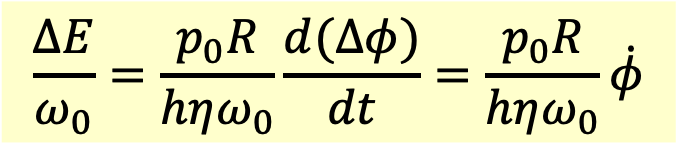 ΔE/ω₀ = p₀R/hηω₀ d(Δϕ)/dt = p₀R/hηω₀ ϕ̇